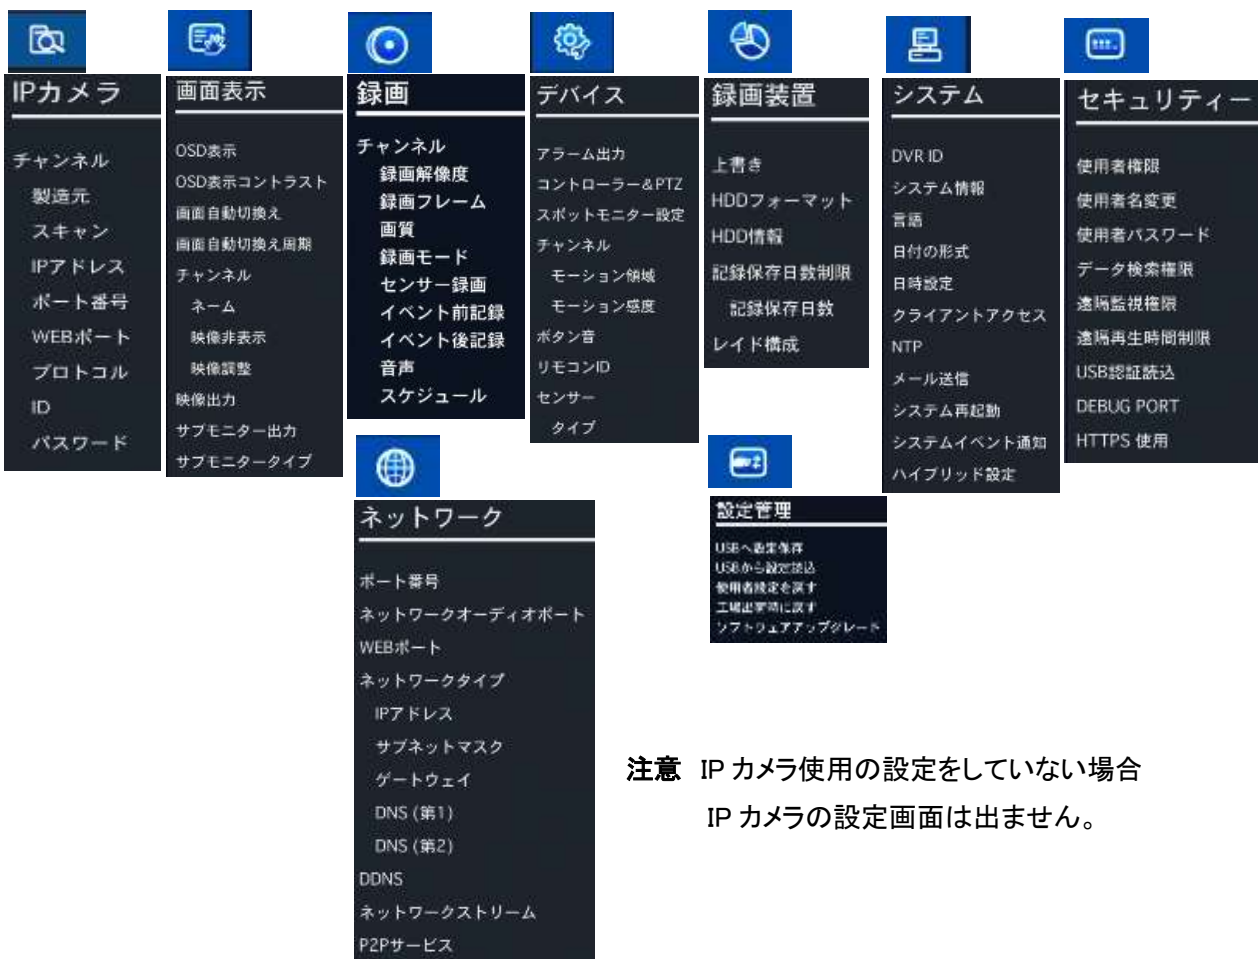 IPカメラ
チャンネル
製造元
スキャン
IPアドレス
ポート番号
WEBポート
プロトコル
ID
パスワード
画面表示
OSD表示
OSD表示コントラスト
画面自動切換え
画面自動切換え周期
チャンネル
ネーム
映像非表示
映像調整
映像出力
サブモニター出力
サブモニタータイプ
録画
チャンネル
録画解像度
録画フレーム
画質
録画モード
センサー録画
イベント前記録
イベント後記録
音声
スケジュール
デバイス
アラーム出力
コントローラー&PTZ
スポットモニター設定
チャンネル
モーション領域
モーション感度
ボタン音
リモコンID
センサー
タイプ
録画装置
上書き
HDDフォーマット
HDD情報
記録保存日数制限
記録保存日数
レイド構成
システム
DVR ID
システム情報
言語
日付の形式
日時設定
クライアントアクセス
NTP
メール送信
システム再起動
システムイベント通知
ハイブリッド設定
セキュリティー
使用者権限
使用者名変更
使用者パスワード
データ検索権限
遠隔監視権限
遠隔再生時間制限
USB認証読込
DEBUG PORT
HTTPS 使用
ネットワーク
ポート番号
ネットワークオーディオポート
WEBポート
ネットワークタイプ
IPアドレス
サブネットマスク
ゲートウェイ
DNS (第1)
DNS (第2)
DDNS
ネットワークストリーム
P2Pサービス
設定管理
USBへ設定保存
USBから設定読込
使用者設定を戻す
工場出荷時に戻す
ソフトウェアアップグレード
注意 IP カメラ使用の設定をしていない場合
IP カメラの設定画面は出ません。